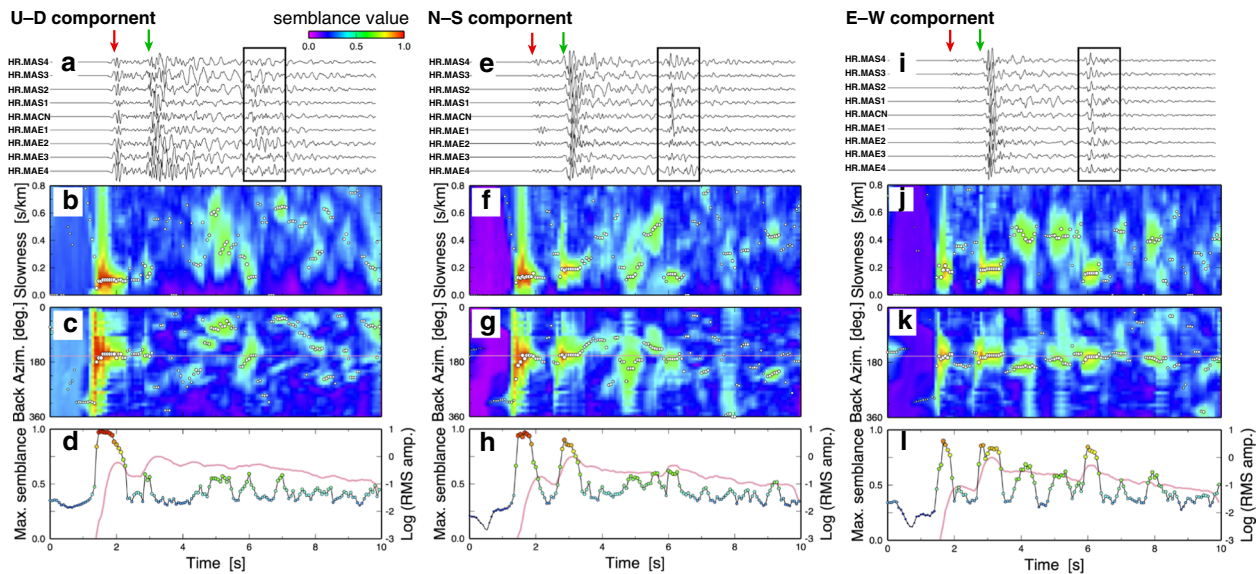 U–D compornent
semblance value
0.0 1.0
N–S compornent
E–W compornent
a
HR.MAS4
HR.MAS3
HR.MAS2
HR.MAS1
HR.MACN
HR.MAE1
HR.MAE2
HR.MAE3
HR.MAE4
e
HR.MAS4
HR.MAS3
HR.MAS2
HR.MAS1
HR.MACN
HR.MAE1
HR.MAE2
HR.MAE3
HR.MAE4
i
HR.MAS4
HR.MAS3
HR.MAS2
HR.MAS1
HR.MACN
HR.MAE1
HR.MAE2
HR.MAE3
HR.MAE4
b
Slowness [s/km]
0.8
0.6
0.4
0.2
0.0
f
Slowness [s/km]
0.8
0.6
0.4
0.2
0.0
j
Slowness [s/km]
0.8
0.6
0.4
0.2
0.0
c
Back Azim. [deg.]
0
180
360
g
Back Azim. [deg.]
0
180
360
k
Back Azim. [deg.]
0
180
360
d
Max. semblance
1.0
0.5
0.0
1
0
-1
-2
-3
Log (RMS amp.)
0 2 4 6 8 10
Time [s]
h
Max. semblance
1.0
0.5
0.0
1
0
-1
-2
-3
Log (RMS amp.)
0 2 4 6 8 10
Time [s]
l
Max. semblance
1.0
0.5
0.0
1
0
-1
-2
-3
Log (RMS amp.)
0 2 4 6 8 10
Time [s]